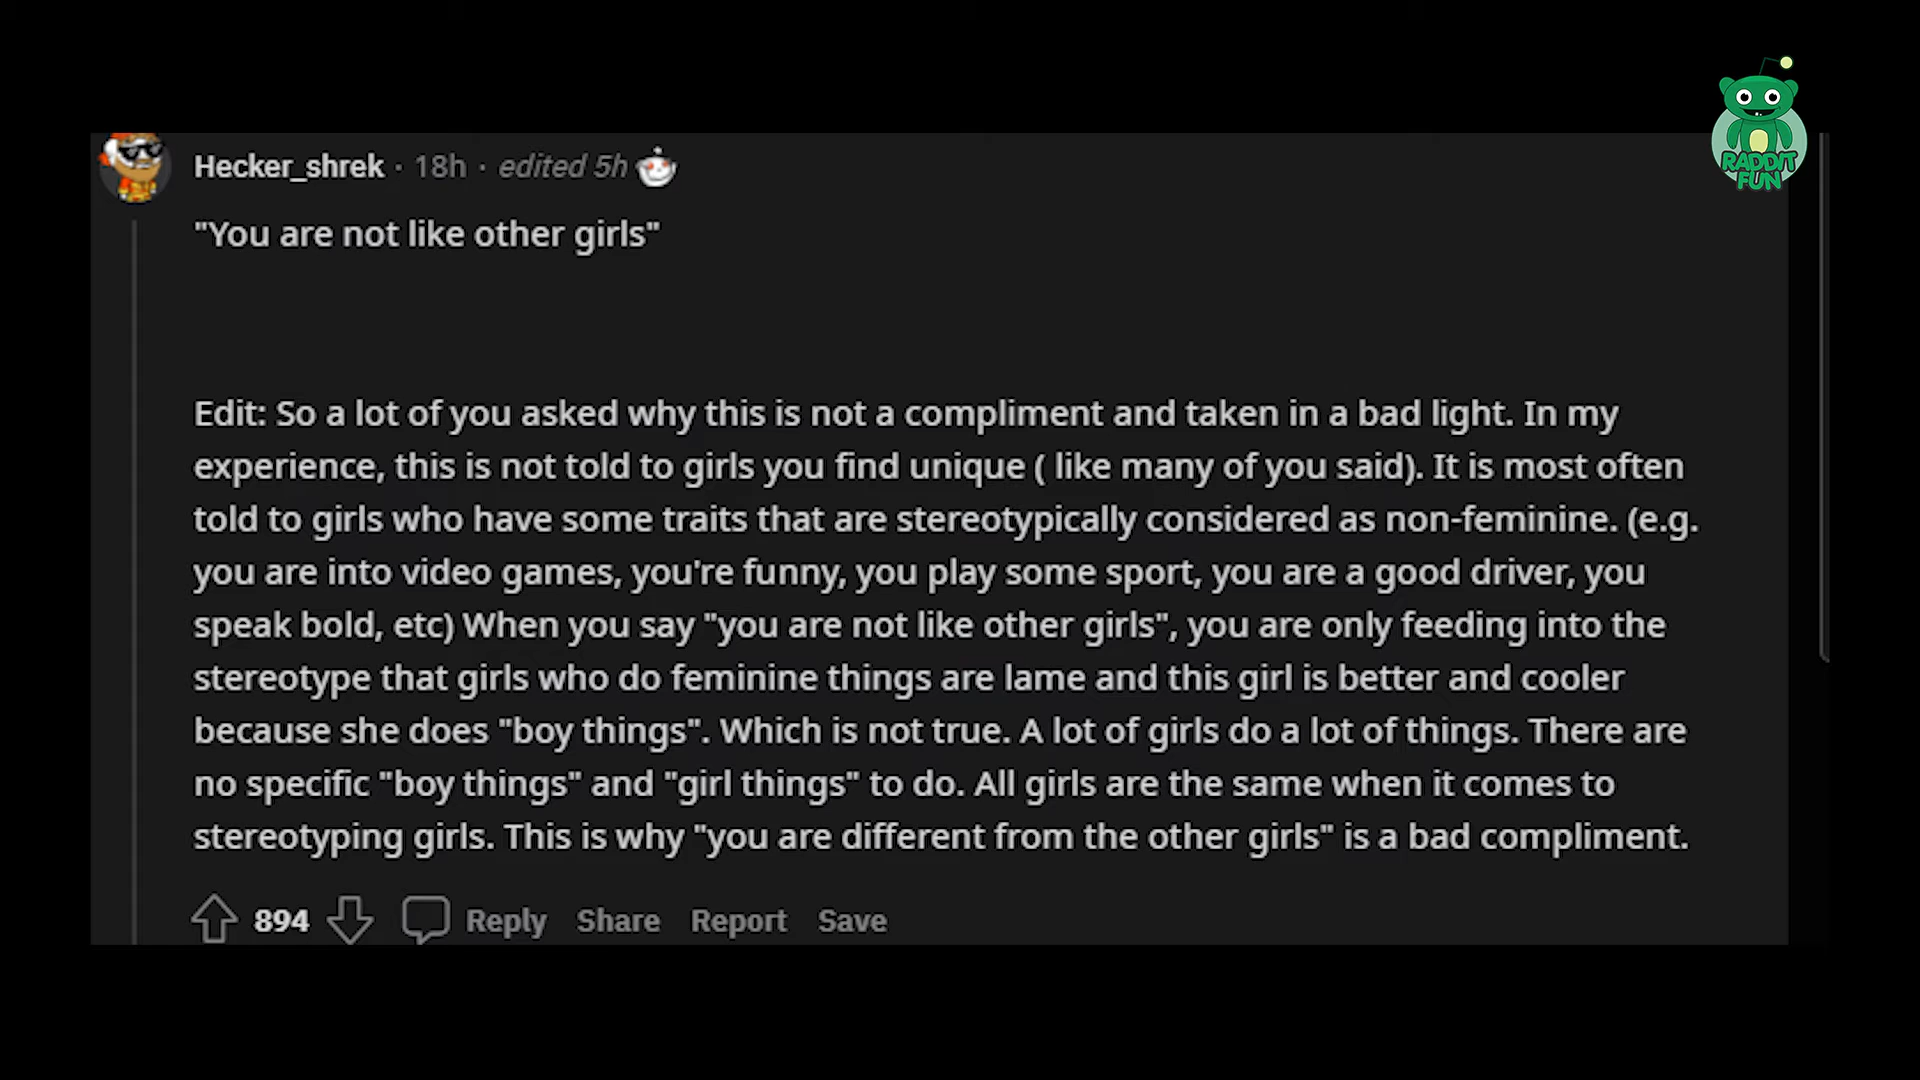 RADDIT
FUN
Hecker_shrek · 18h · edited 5h
"You are not like other girls"
Edit: So a lot of you asked why this is not a compliment and taken in a bad light. In my
experience, this is not told to girls you find unique ( like many of you said). It is most often
told to girls who have some traits that are stereotypically considered as non-feminine. (e.g.
you are into video games, you're funny, you play some sport, you are a good driver, you
speak bold, etc) When you say "you are not like other girls", you are only feeding into the
stereotype that girls who do feminine things are lame and this girl is better and cooler
because she does "boy things". Which is not true. A lot of girls do a lot of things. There are
no specific "boy things" and "girl things" to do. All girls are the same when it comes to
stereotyping girls. This is why "you are different from the other girls" is a bad compliment.
894 Reply Share Report Save